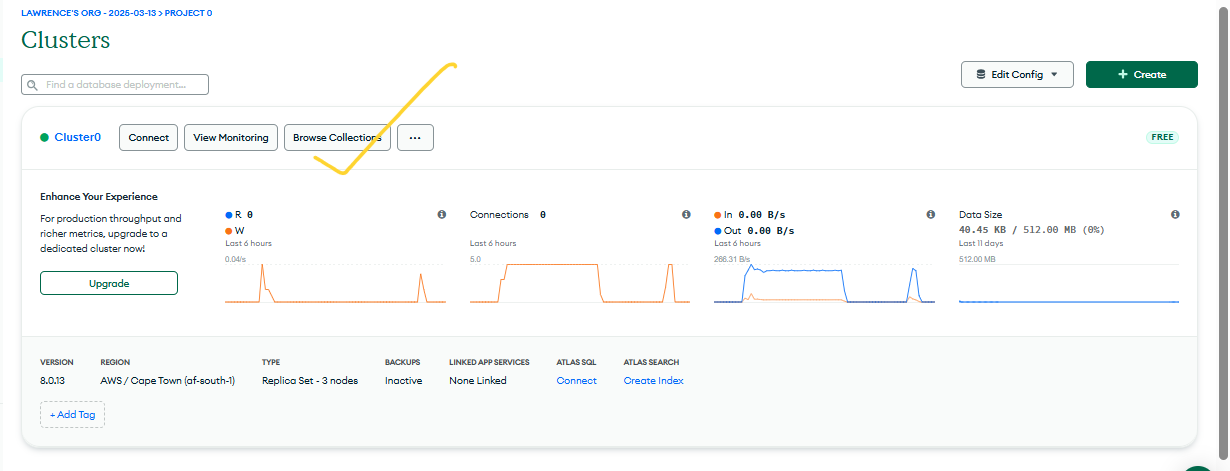 LAWRENCE'S ORG - 2025-03-13 > PROJECT 0
Clusters
Find a database deployment...
Edit Config
+ Create
Cluster0
Connect
View Monitoring
Browse Collections
...
FREE
Enhance Your Experience
For production throughput and
richer metrics, upgrade to a
dedicated cluster now!
Upgrade
R 0
W
Last 6 hours
0.04/s
Connections 0
Last 6 hours
5.0
In 0.00 B/s
Out 0.00 B/s
Last 6 hours
266.31 B/s
Data Size
40.45 KB / 512.00 MB (0%)
Last 11 days
512.00 MB
VERSION REGION TYPE BACKUPS LINKED APP SERVICES ATLAS SQL ATLAS SEARCH
8.0.13 AWS / Cape Town (af-south-1) Replica Set - 3 nodes Inactive None Linked Connect Create Index
+ Add Tag